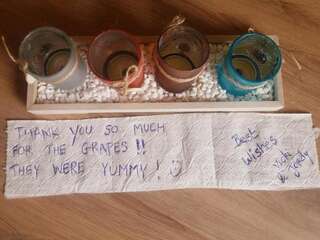 THANK YOU SO MUCH
FOR THE GRAPES !!
THEY WERE YUMMY ! :)
Best
Wishes
&